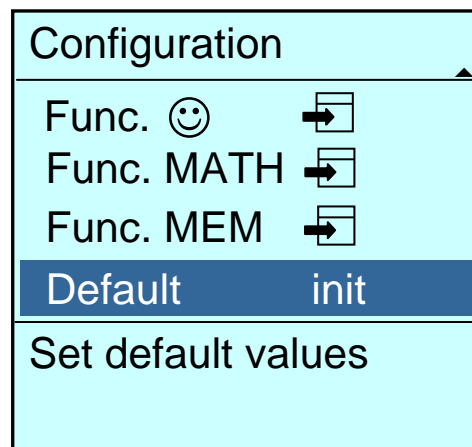 Configuration
Func. ☺
Func. MATH
Func. MEM
Default init
Set default values